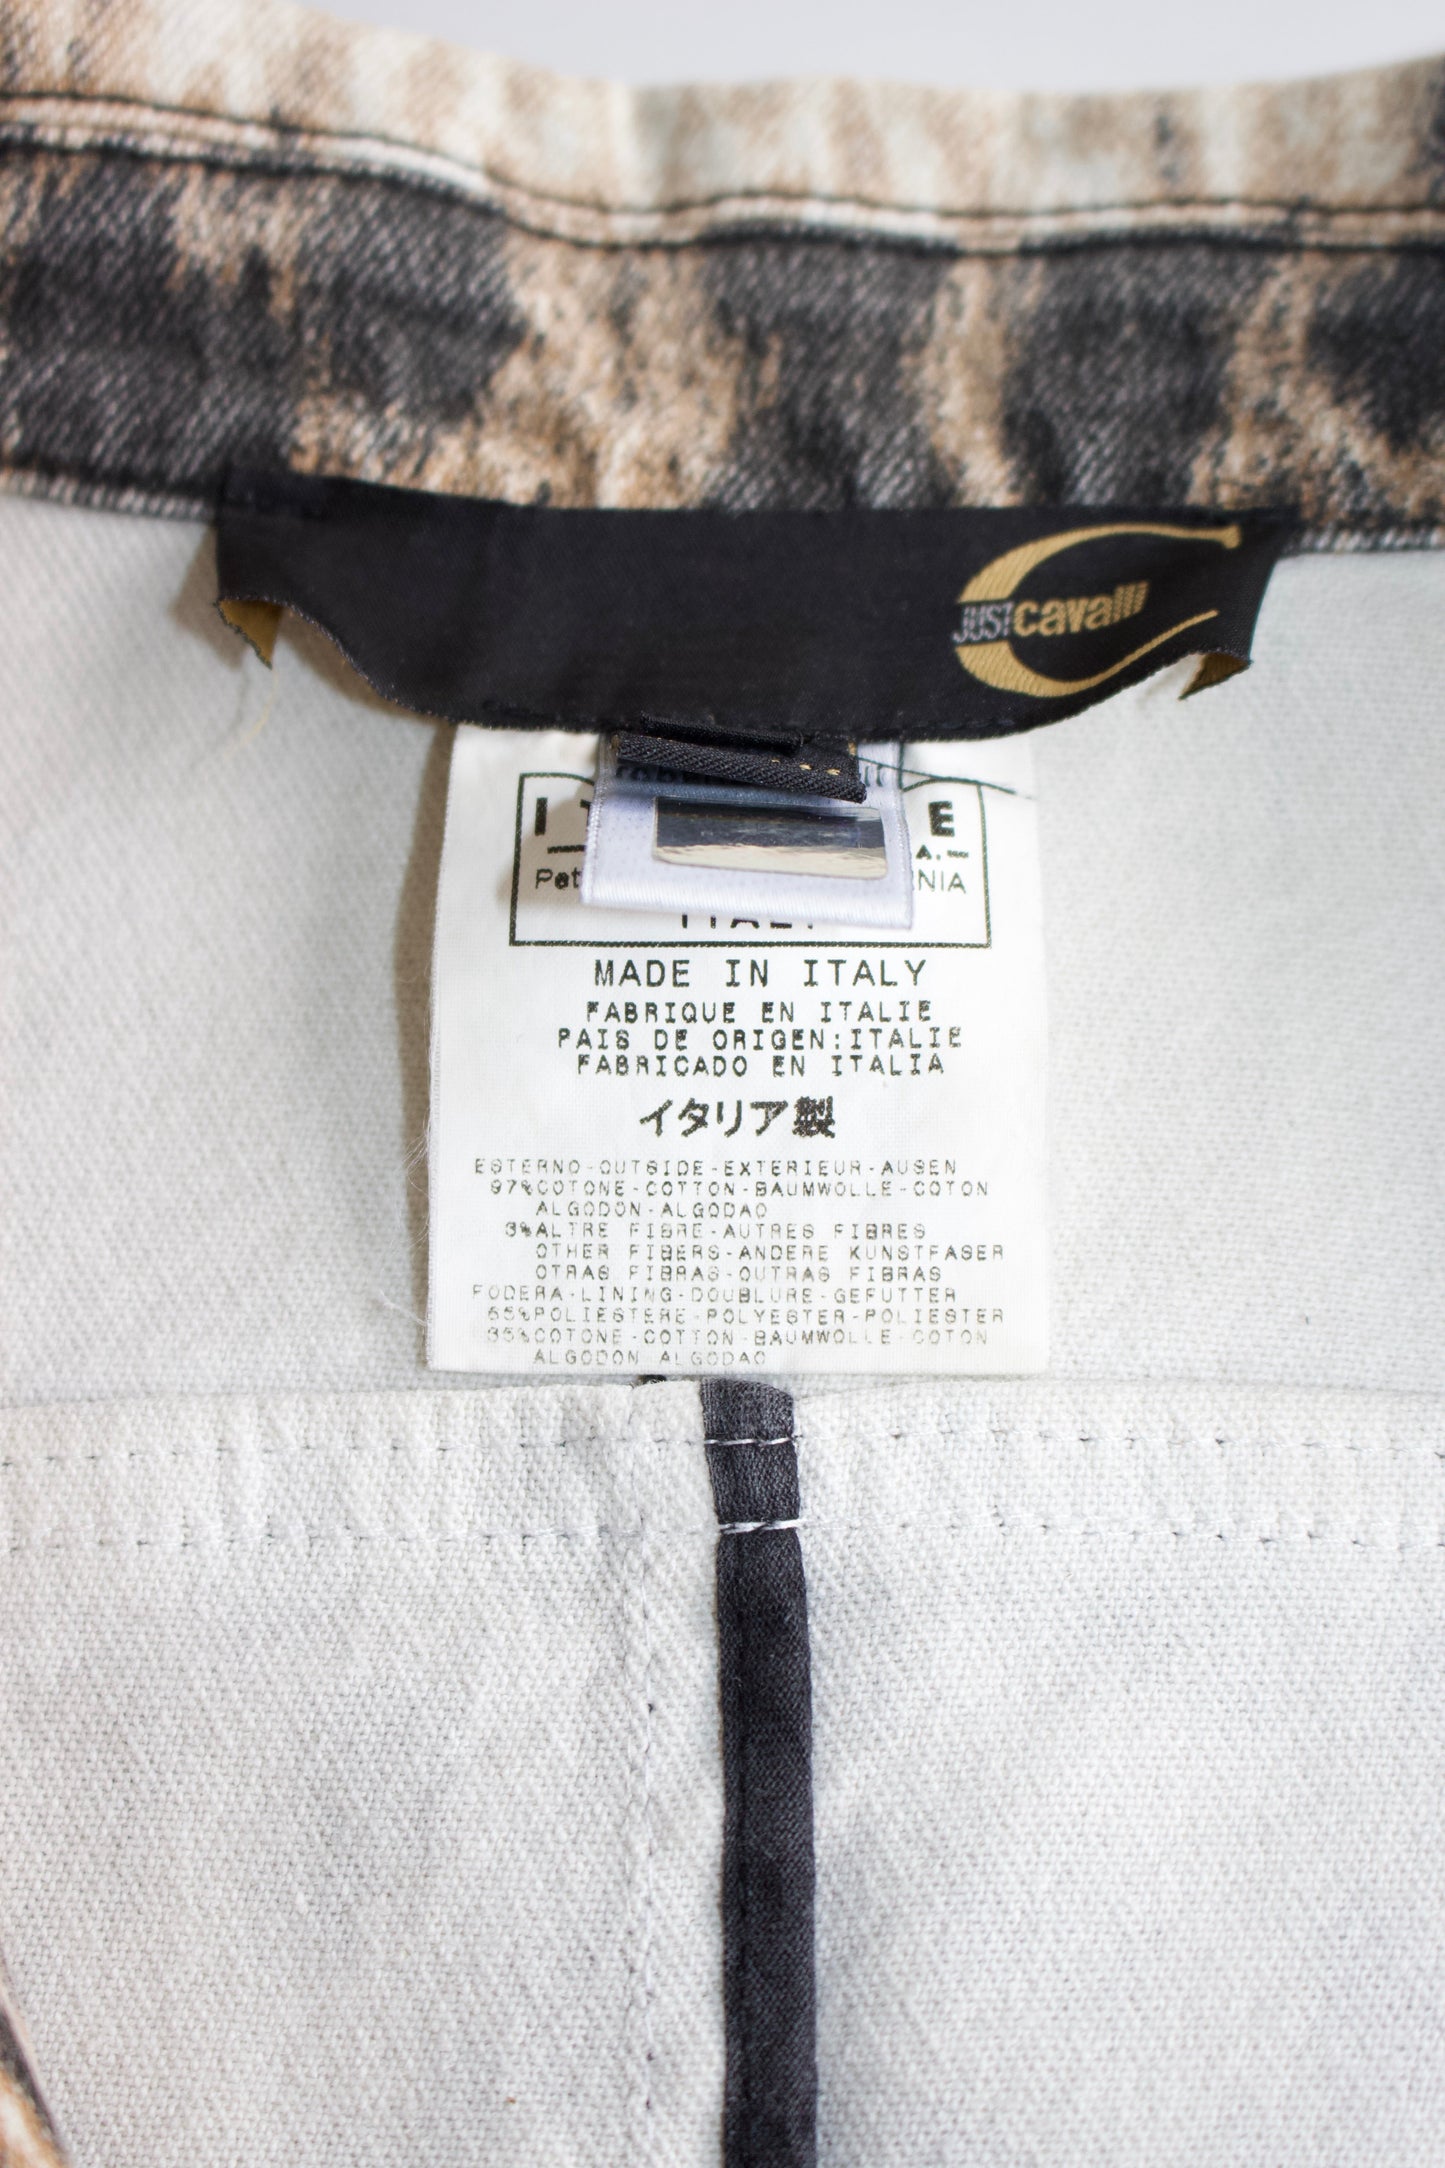 JUST cavalli
E
A.
Pet
NIA
ITALY
MADE IN ITALY
FABRIQUE EN ITALIE
PAIS DE ORIGEN:ITALIE
FABRICADO EN ITALIA
イタリア製
ESTERNO-OUTSIDE-EXTERIEUR-AUSEN
97%COTONE-COTTON-BAUMWOLLE-COTON
ALGODON-ALGODAO
3%ALTRE FIBRE-AUTRES FIBRES
OTHER FIBERS-ANDERE KUNSTFASER
OTRAS FIBRAS-OUTRAS FIBRAS
FODERA-LINING-DOUBLURE-GEFUTTER
65%POLIESTERE-POLYESTER-POLIESTER
35%COTONE-COTTON-BAUMWOLLE-COTON
ALGODON ALGODAO